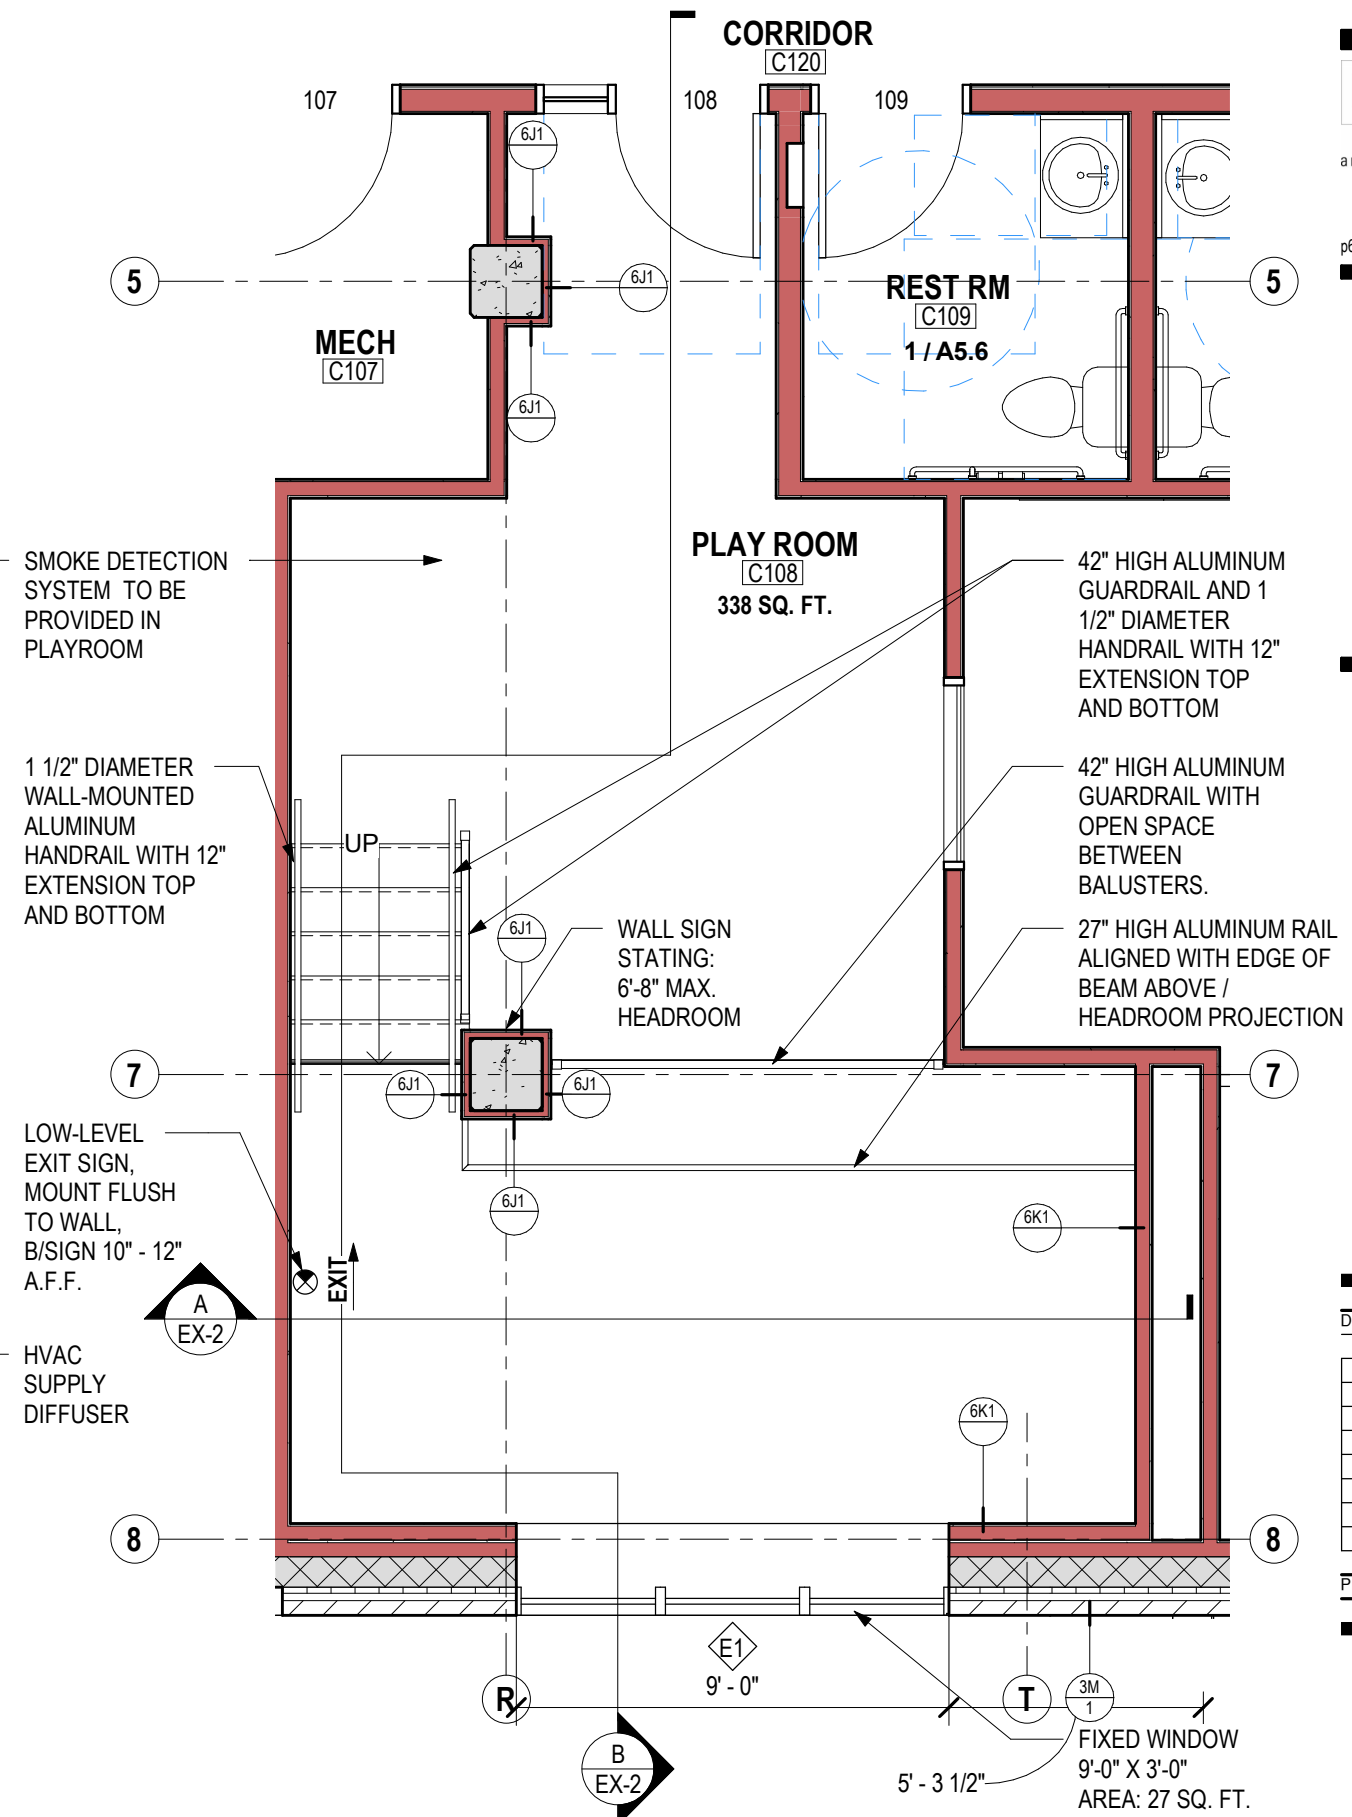 CORRIDOR
C120
107
108
109
6J1
5
6J1
5
REST RM
C109
1 / A5.6
MECH
C107
6J1
PLAY ROOM
C108
338 SQ. FT.
SMOKE DETECTION
SYSTEM TO BE
PROVIDED IN
PLAYROOM
42" HIGH ALUMINUM
GUARDRAIL AND 1
1/2" DIAMETER
HANDRAIL WITH 12"
EXTENSION TOP
AND BOTTOM
1 1/2" DIAMETER
WALL-MOUNTED
ALUMINUM
HANDRAIL WITH 12"
EXTENSION TOP
AND BOTTOM
UP
42" HIGH ALUMINUM
GUARDRAIL WITH
OPEN SPACE
BETWEEN
BALUSTERS.
6J1
WALL SIGN
STATING:
6'-8" MAX.
HEADROOM
27" HIGH ALUMINUM RAIL
ALIGNED WITH EDGE OF
BEAM ABOVE /
HEADROOM PROJECTION
7
6J1
6J1
7
LOW-LEVEL
EXIT SIGN,
MOUNT FLUSH
TO WALL,
B/SIGN 10" - 12"
A.F.F.
6J1
6K1
EXIT
A
EX-2
HVAC
SUPPLY
DIFFUSER
6K1
8
8
E1
9' - 0"
R
T
3M
1
B
EX-2
5' - 3 1/2"
FIXED WINDOW
9'-0" X 3'-0"
AREA: 27 SQ. FT.
a
p6
D
P